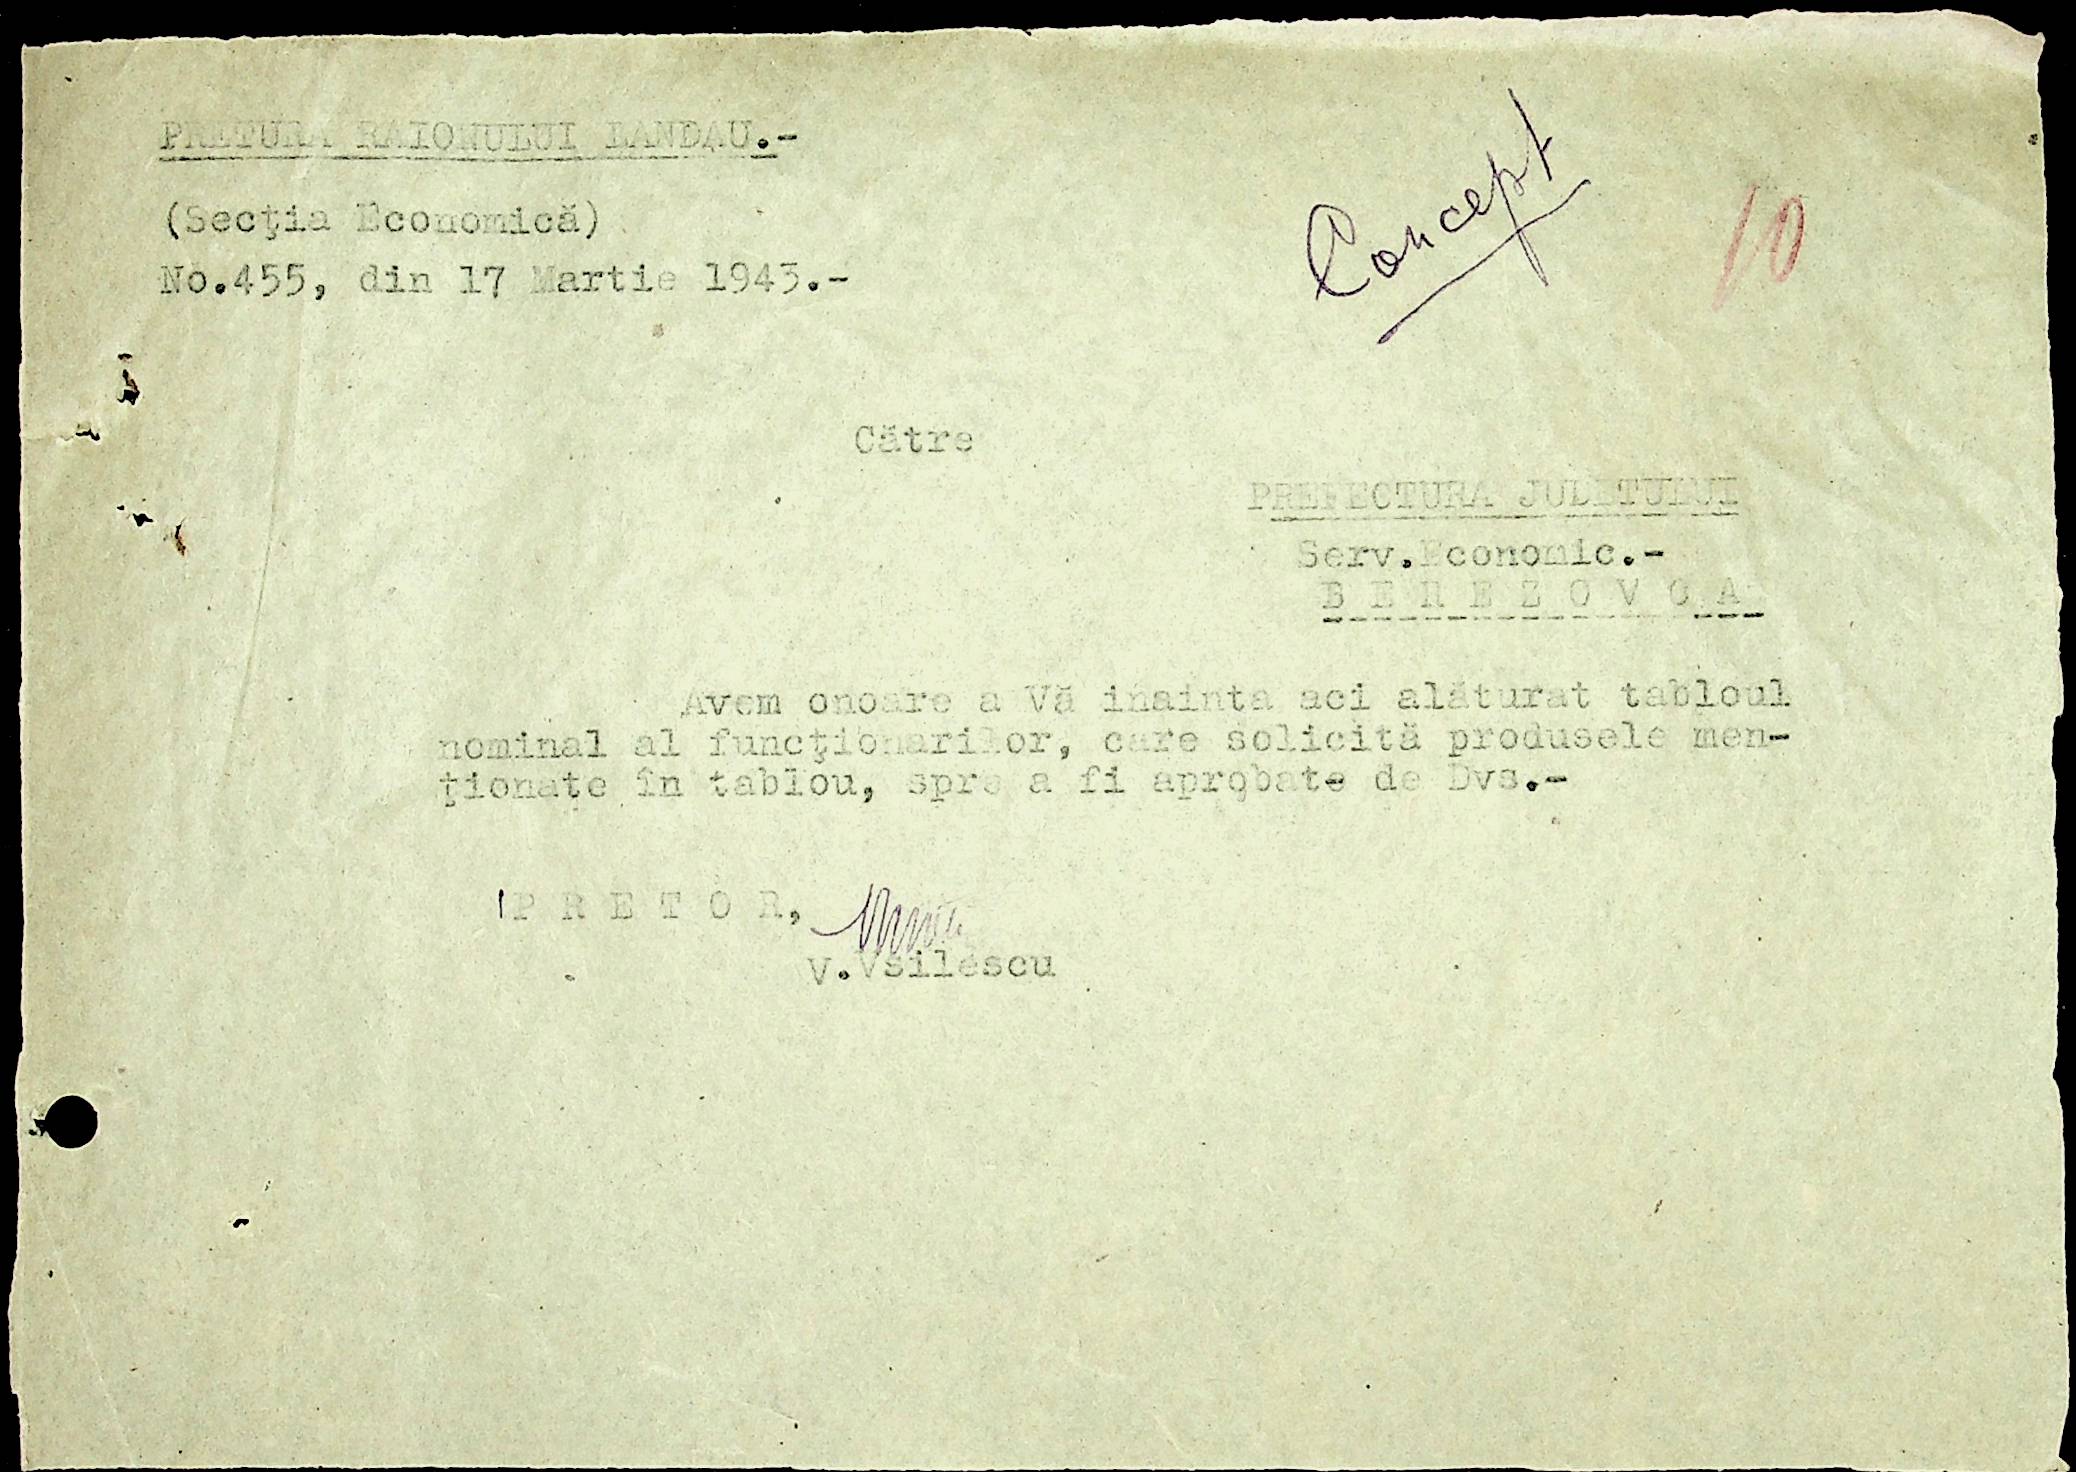 PRETURA RAIONULUI LANDAU.-
(Secţia Economică)
No.455, din 17 Martie 1943.-
Concept
10
Către
PREFECTURA JUDETULUI
Serv.Economic.-
B E R E Z O V C A
Avem onoare a Vă inainta aci alăturat tabloul
nominal al funcţionarilor, care solicită produsele men-
ţionate în tablou, spre a fi aprobate de Dvs.-
P R E T O R,
V.Vsilescu